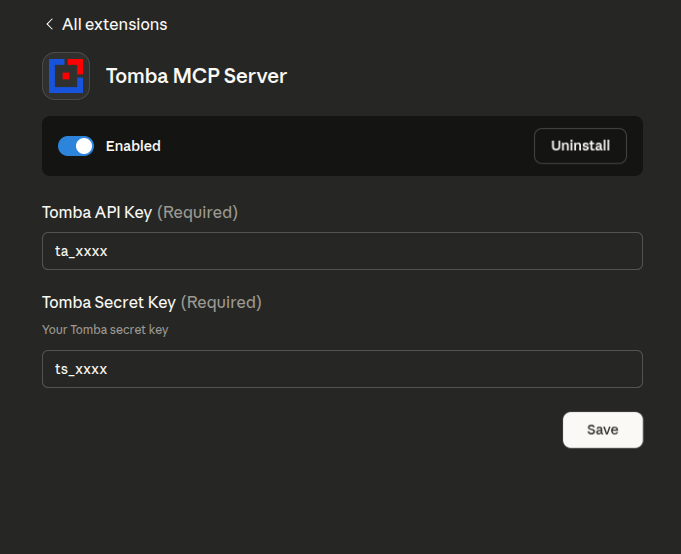 All extensions
Tomba MCP Server
Enabled
Uninstall
Tomba API Key (Required)
ta_xxxx
Tomba Secret Key (Required)
Your Tomba secret key
ts_xxxx
Save